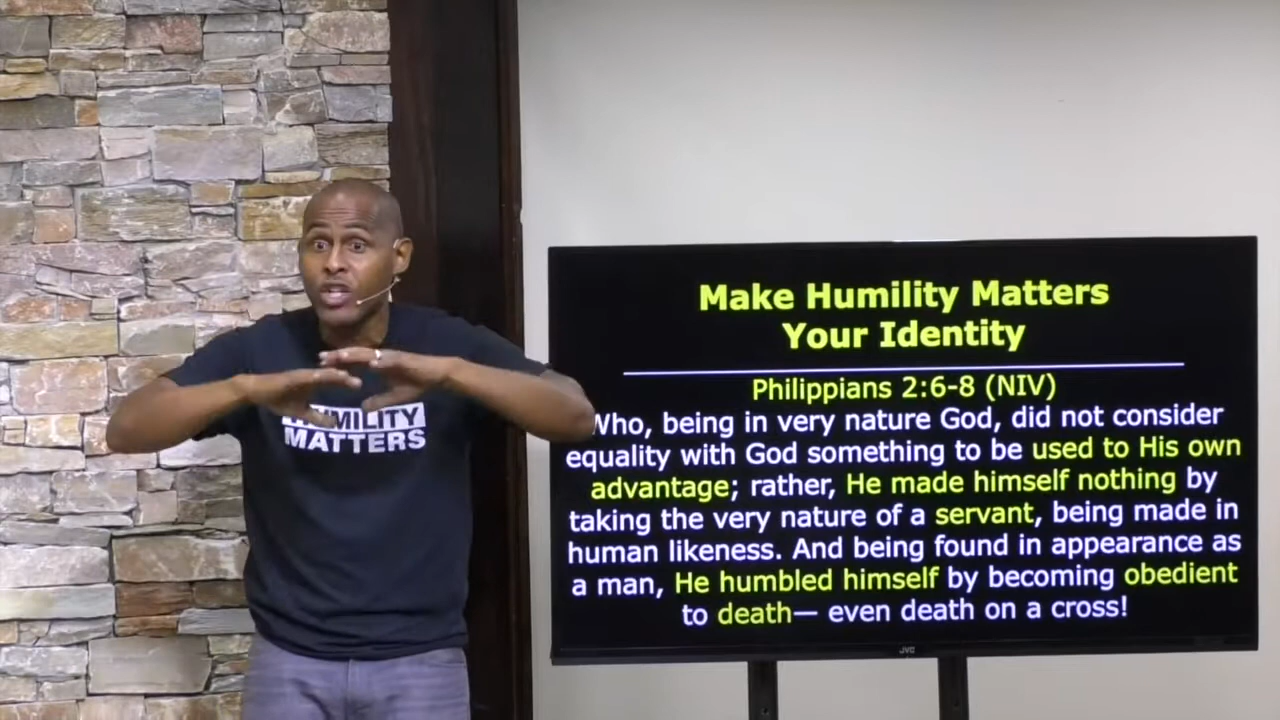 Make Humility Matters
Your Identity
Philippians 2:6-8 (NIV)
Who, being in very nature God, did not consider
equality with God something to be used to His own
advantage; rather, He made himself nothing by
taking the very nature of a servant, being made in
human likeness. And being found in appearance as
a man, He humbled himself by becoming obedient
to death— even death on a cross!
JVC
HUMILITY
MATTERS